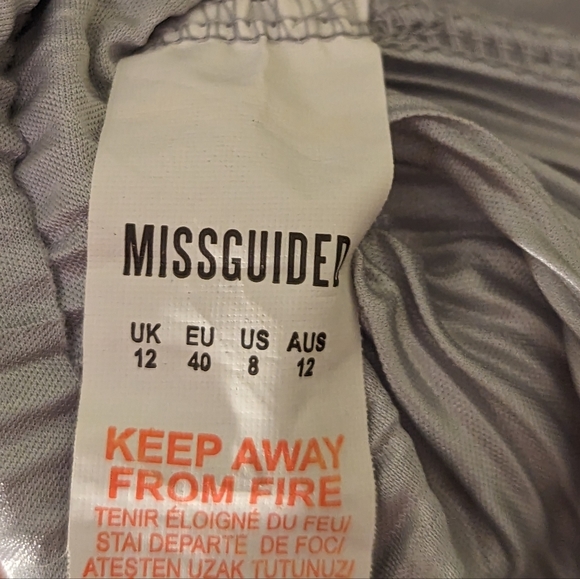 MISSGUIDED
UK EU US AUS
12 40 8 12
KEEP AWAY
FROM FIRE
TENIR ÉLOIGNÉ DU FEU/
STAI DEPARTE DE FOC/
ATEŞTEN UZAK TUTUNUZ/